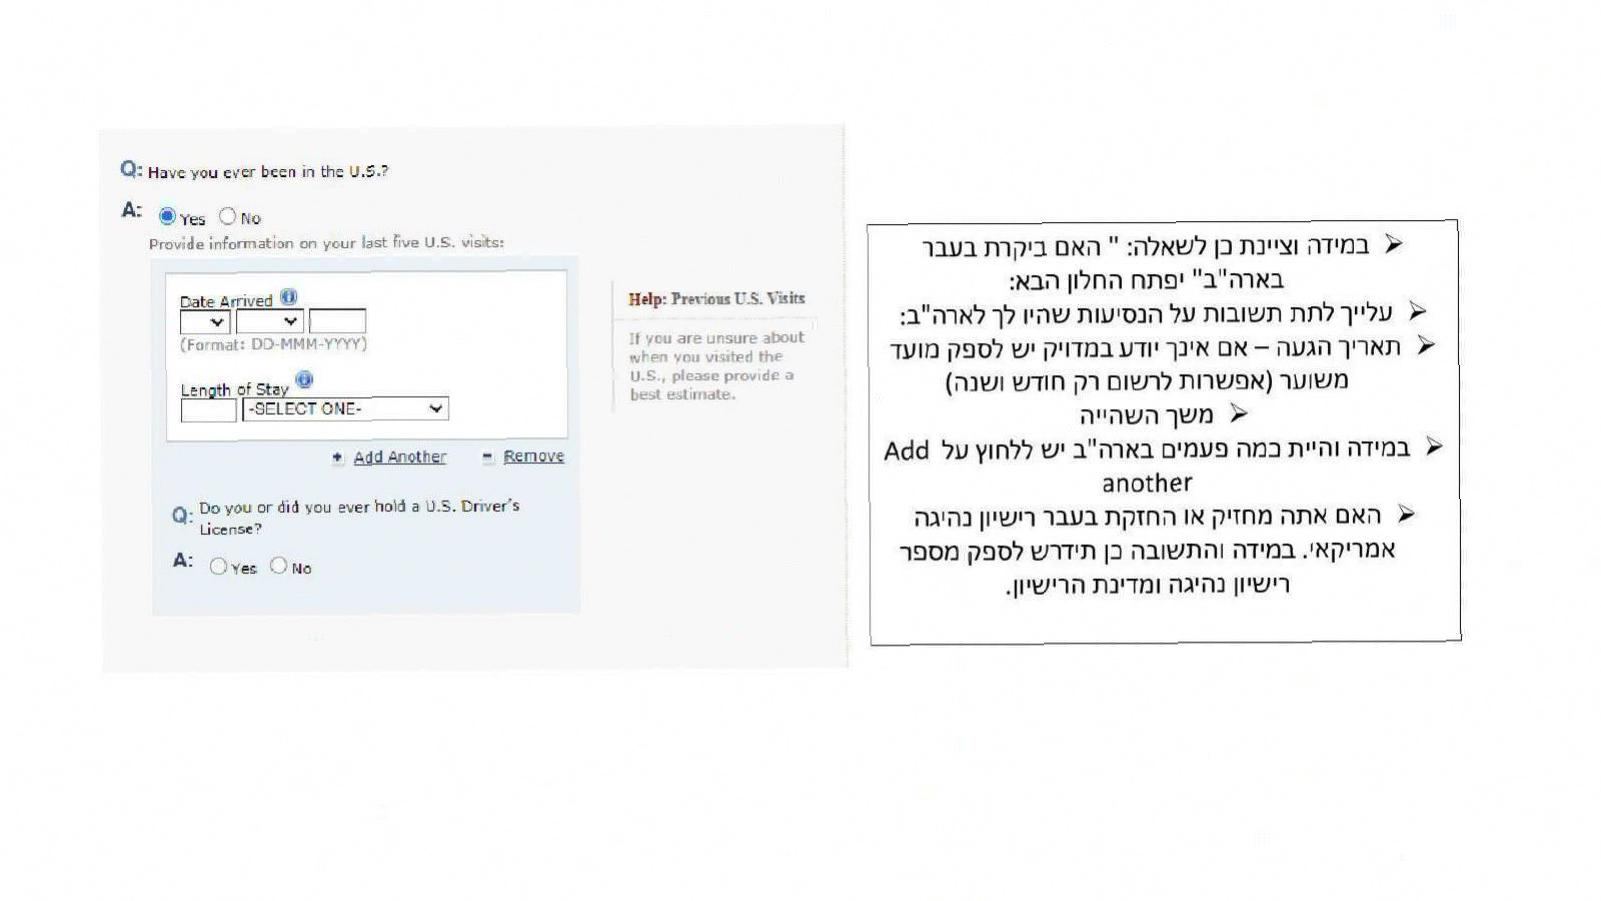 Q: Have you ever been in the U.S.?
A: Yes No
Provide information on your last five U.S. visits:
Date Arrived
(Format: DD-MMM-YYYY)
Length of Stay
-SELECT ONE-
Add Another Remove
Q: Do you or did you ever hold a U.S. Driver's
License?
A: Yes No
Help: Previous U.S. Visits
If you are unsure about
when you visited the
U.S., please provide a
best estimate.
במידה וציינת כן לשאלה: " האם ביקרת בעבר
בארה"ב" יפתח החלון הבא:
עלייך לתת תשובות על הנסיעות שהיו לך לארה"ב:
תאריך הגעה – אם אינך יודע במדויק יש לספק מועד
משוער (אפשרות לרשום רק חודש ושנה)
משך השהייה
במידה והיית כמה פעמים בארה"ב יש ללחוץ על Add
another
האם אתה מחזיק או החזקת בעבר רישיון נהיגה
אמריקאי. במידה והתשובה כן תידרש לספק מספר
רישיון נהיגה ומדינת הרישיון.